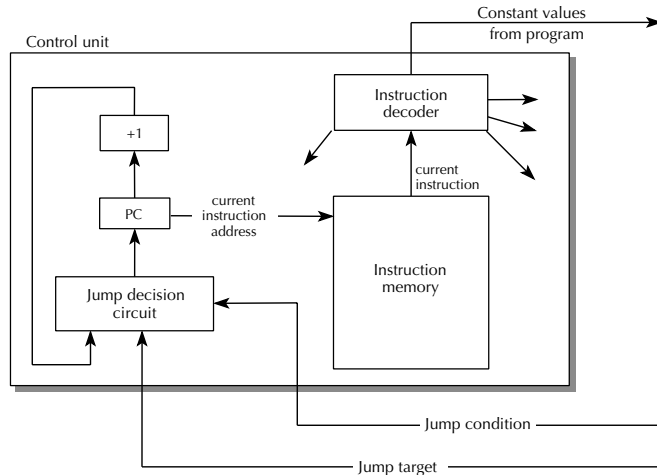 Constant values
from program
Control unit
Instruction
decoder
+1
current
instruction
PC
current
instruction
address
Instruction
memory
Jump decision
circuit
Jump condition
Jump target